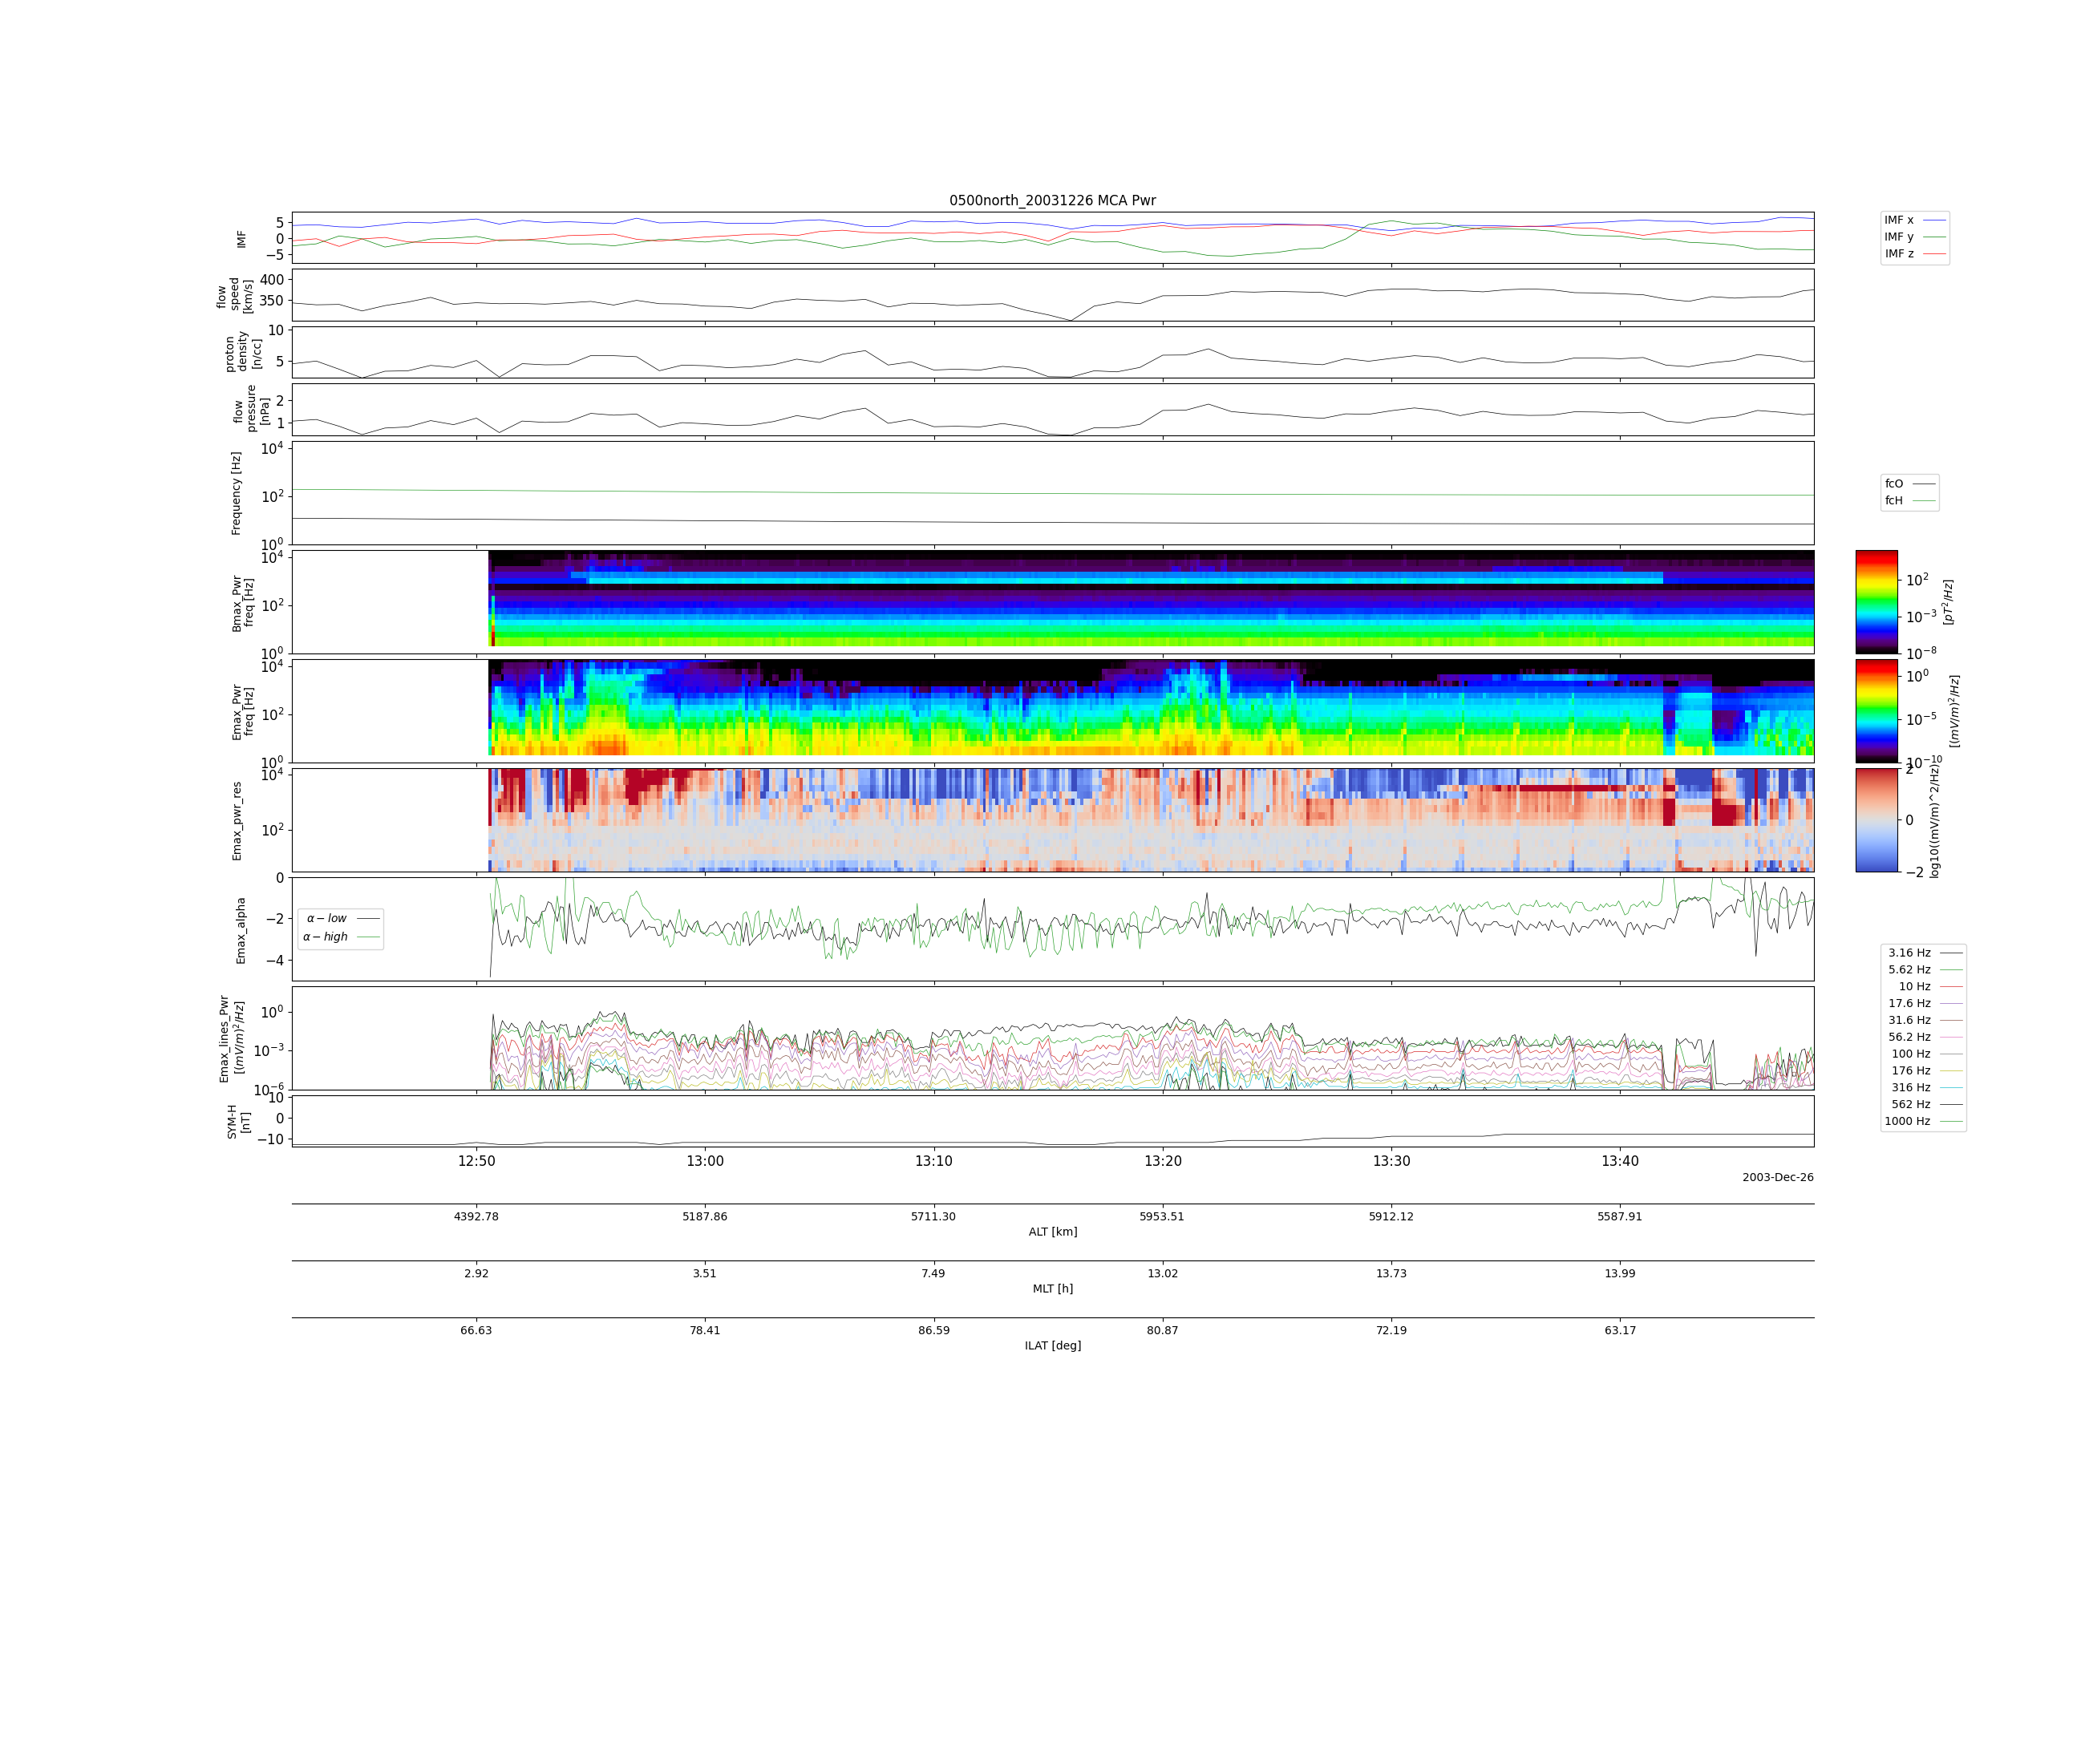 0500north_20031226 MCA Pwr
5
0
−5
IMF
IMF x
IMF y
IMF z
400
350
flow
speed
[km/s]
10
5
proton
density
[n/cc]
2
1
flow
pressure
[nPa]
10^4
10^2
10^0
Frequency [Hz]
fcO
fcH
10^4
10^2
10^0
Bmax_Pwr
freq [Hz]
10^2
10^−3
10^−8
[pT^2/Hz]
10^4
10^2
10^0
Emax_Pwr
freq [Hz]
10^0
10^−5
10^−10
[(mV/m)^2/Hz]
10^4
10^2
Emax_pwr_res
2
0
−2
log10((mV/m)^2/Hz)
0
−2
−4
Emax_alpha
α − low
α − high
10^0
10^−3
10^−6
Emax_lines_Pwr
[(mV/m)^2/Hz]
3.16 Hz
5.62 Hz
10 Hz
17.6 Hz
31.6 Hz
56.2 Hz
100 Hz
176 Hz
316 Hz
562 Hz
1000 Hz
10
0
−10
SYM-H
[nT]
12:50 13:00 13:10 13:20 13:30 13:40
2003-Dec-26
4392.78 5187.86 5711.30 5953.51 5912.12 5587.91
ALT [km]
2.92 3.51 7.49 13.02 13.73 13.99
MLT [h]
66.63 78.41 86.59 80.87 72.19 63.17
ILAT [deg]